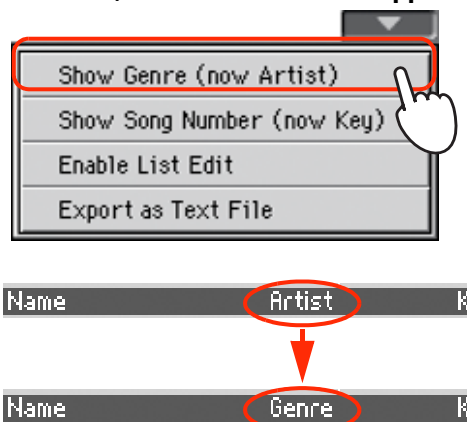 Show Genre (now Artist)
Show Song Number (now Key)
Enable List Edit
Export as Text File
Name Artist
Name Genre